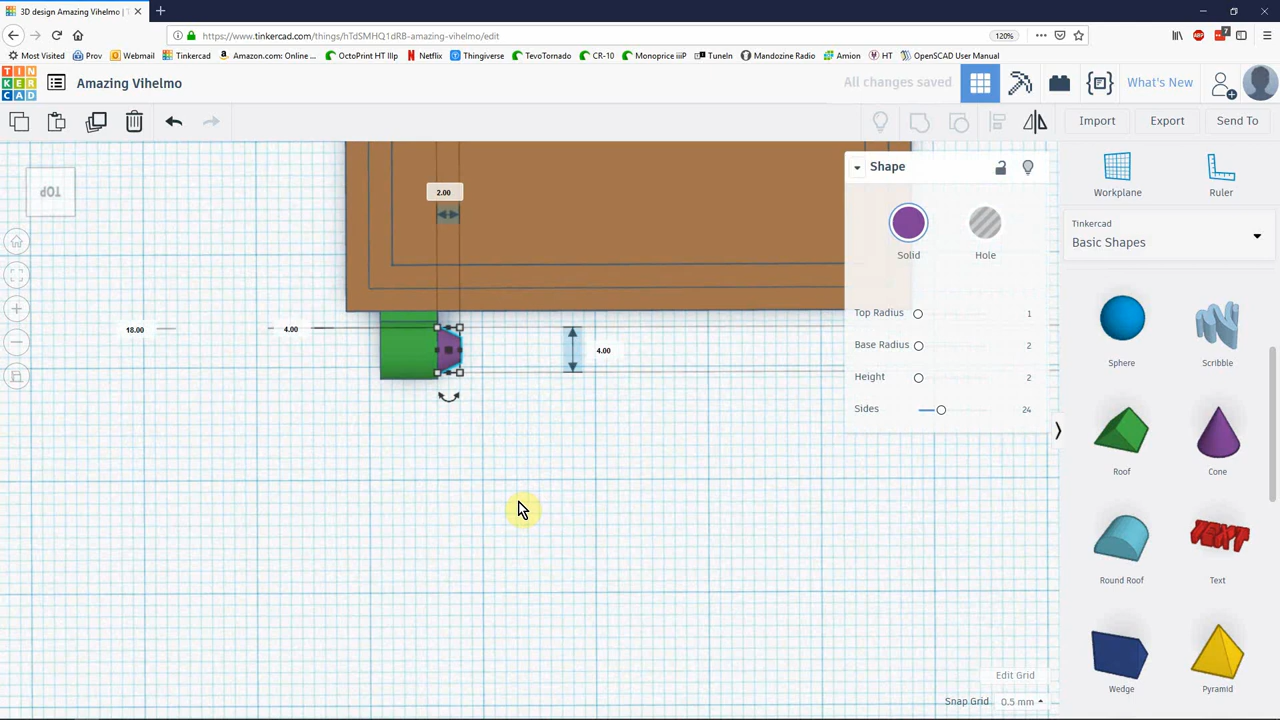 3D design Amazing Vihelmo | T
https://www.tinkercad.com/things/hTdSMHQ1dRB-amazing-vihelmo/edit
120%
7
Most Visited
Prov
Webmail
Tinkercad
Amazon.com: Online ...
OctoPrint HT IIIp
Netflix
Thingiverse
TevoTornado
CR-10
Monoprice iiiP
TuneIn
Mandozine Radio
Amion
HT
OpenSCAD User Manual
TIN
KER
CAD
Amazing Vihelmo
All changes saved
What's New
Import
Export
Send To
TOP
2.00
18.00
4.00
4.00
Shape
Solid
Hole
Top Radius
1
Base Radius
2
Height
2
Sides
24
Workplane
Ruler
Tinkercad
Basic Shapes
Sphere
Scribble
Roof
Cone
TEXT
Round Roof
Text
Wedge
Pyramid
Edit Grid
Snap Grid
0.5 mm